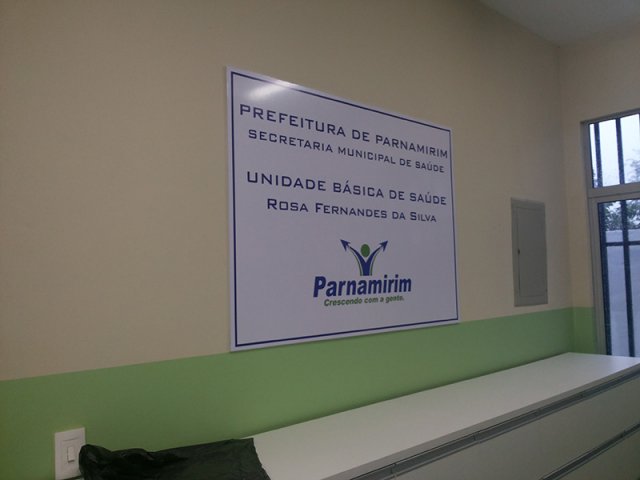 PREFEITURA DE PARNAMIRIM
SECRETARIA MUNICIPAL DE SAÚDE
UNIDADE BÁSICA DE SAÚDE
ROSA FERNANDES DA SILVA
Parnamirim
Crescendo com a gente.